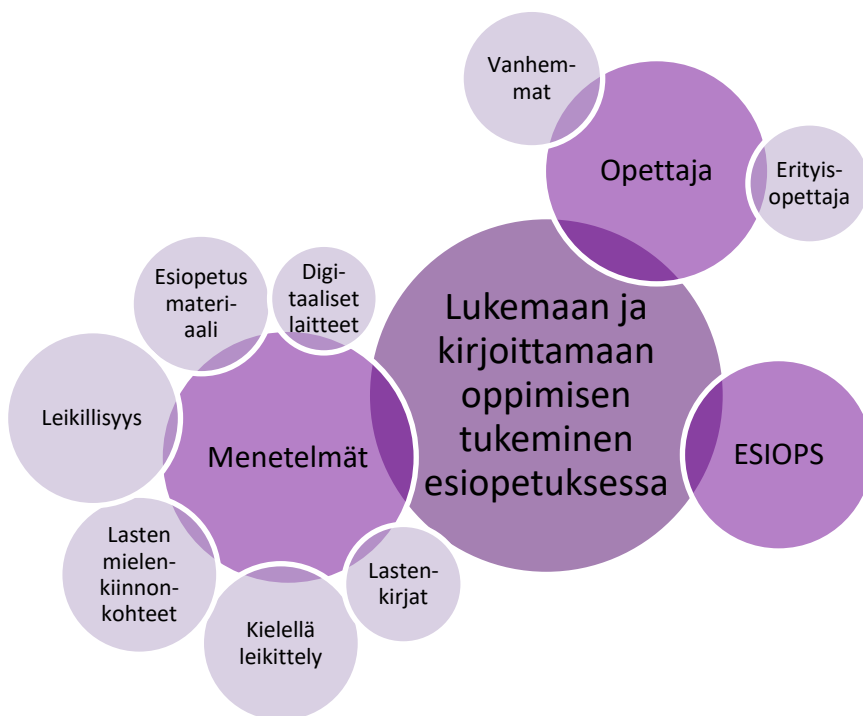 Vanhem-
mat
Opettaja
Erityis-
opettaja
Esiopetus
materi-
aali
Digi-
taaliset
laitteet
Lukemaan ja
kirjoittamaan
oppimisen
tukeminen
esiopetuksessa
Leikillisyys
Menetelmät
ESIOPS
Lasten
mielen-
kiinnon-
kohteet
Lasten-
kirjat
Kielellä
leikittely